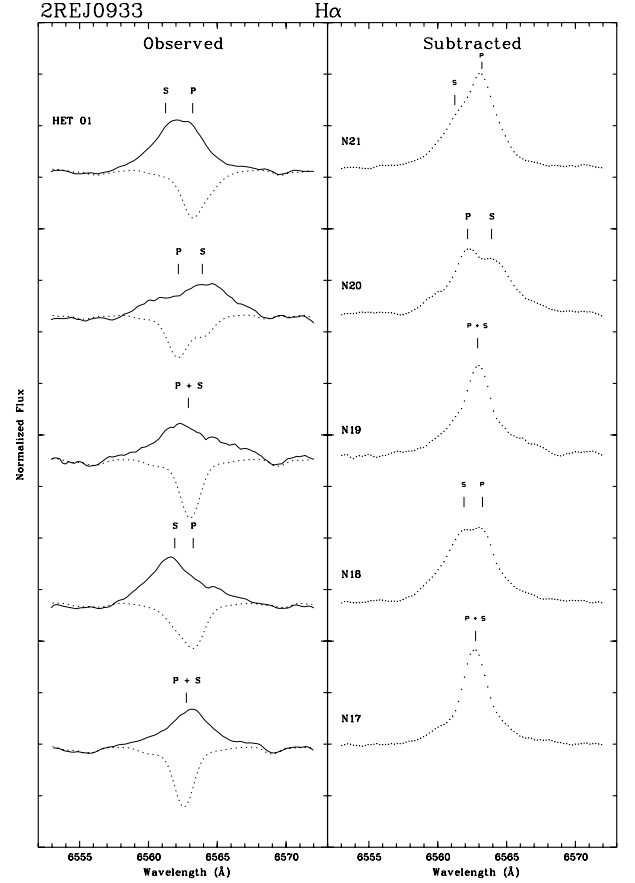 2REJ0933 Hα
Observed Subtracted
P
S
S P
HET 01
N21
P S
P S
N20
P + S
P + S
N19
S P
S P
N18
P + S
P + S
N17
Normalized Flux
6555 6560 6565 6570 6555 6560 6565 6570
Wavelength (Å) Wavelength (Å)